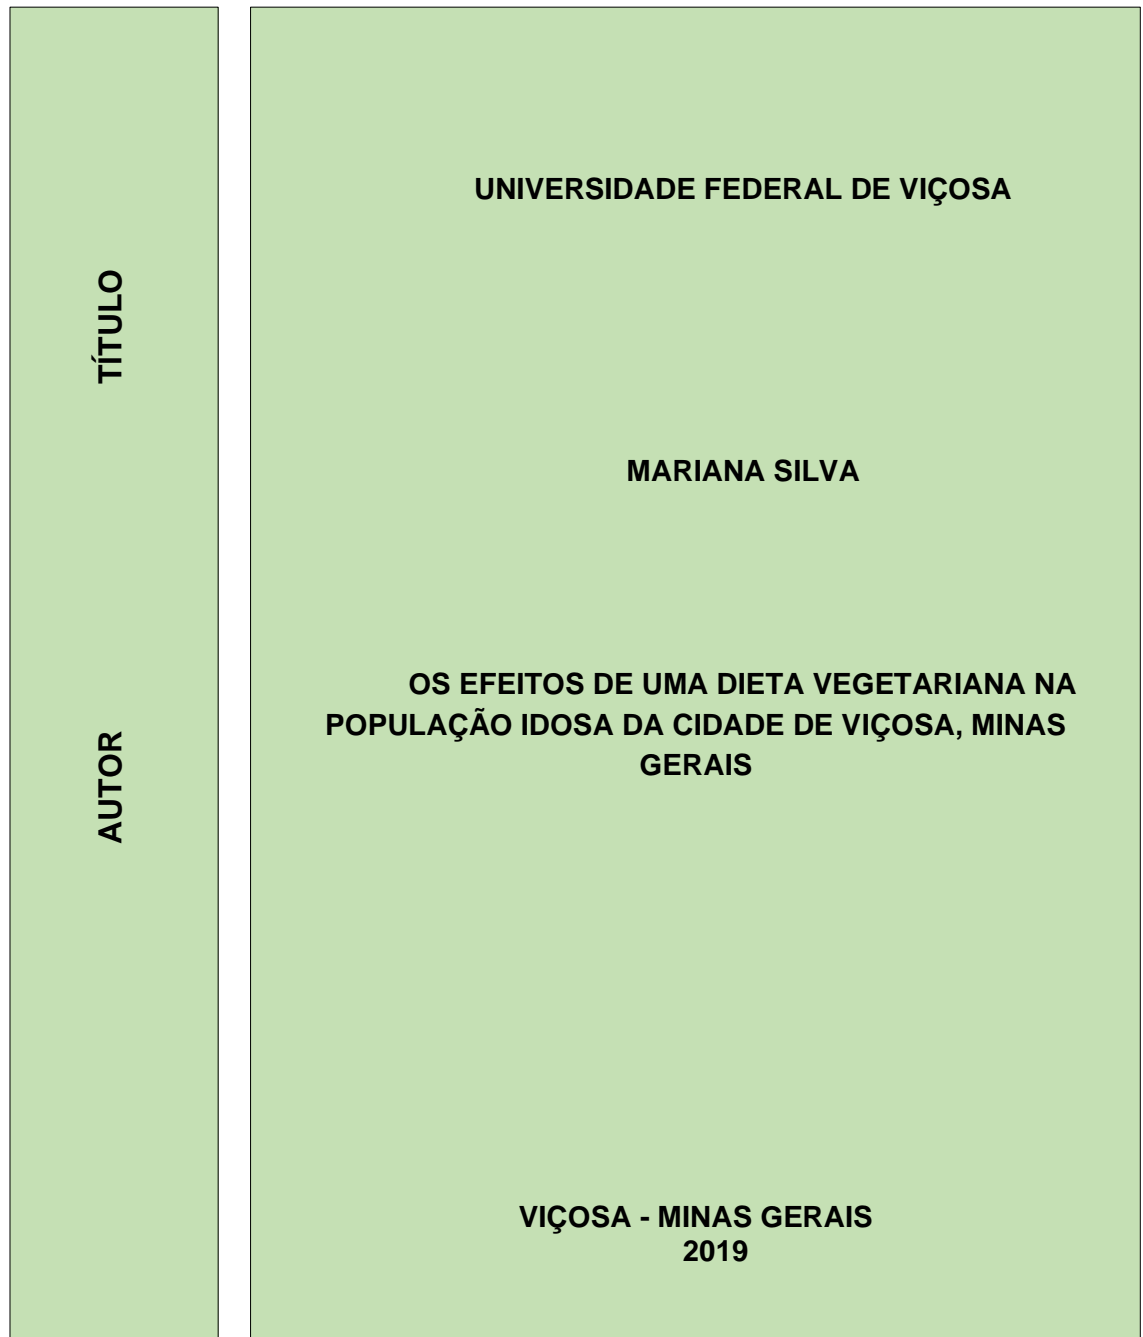 TÍTULO
AUTOR
UNIVERSIDADE FEDERAL DE VIÇOSA
MARIANA SILVA
OS EFEITOS DE UMA DIETA VEGETARIANA NA
POPULAÇÃO IDOSA DA CIDADE DE VIÇOSA, MINAS
GERAIS
VIÇOSA - MINAS GERAIS
2019